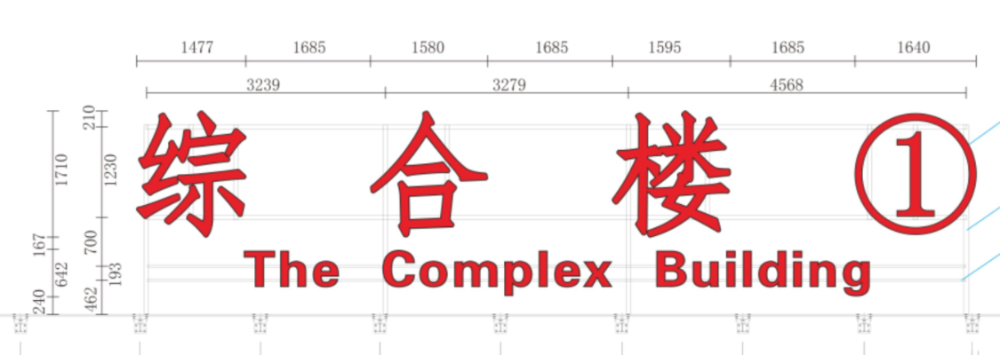 1477 1685 1580 1685 1595 1685 1640
3239 3279 4568
210
1710 1230
综 合 楼 ①
167 700
642 193
The Complex Building
240 462